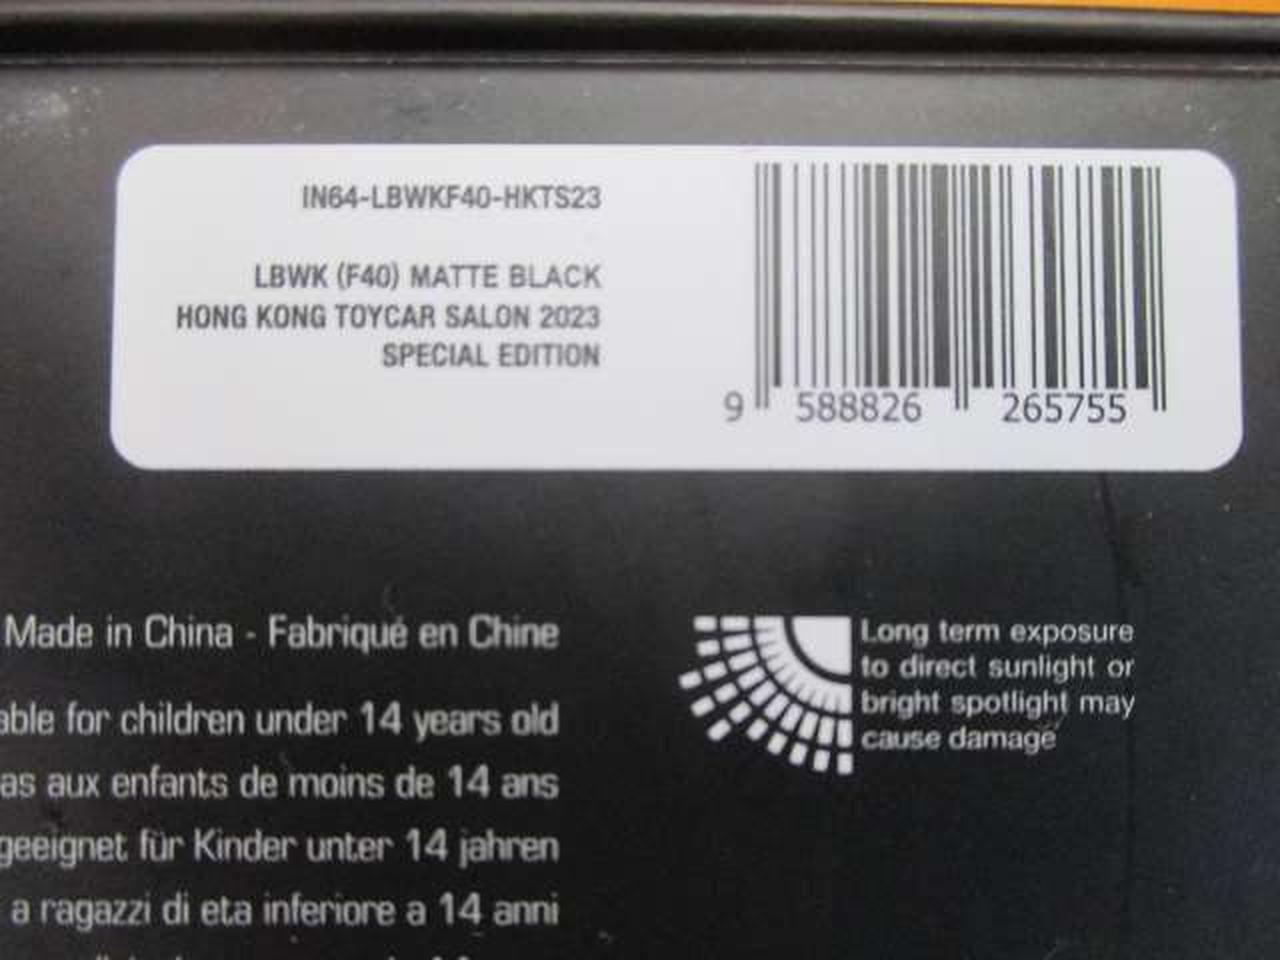 IN64-LBWKF40-HKTS23
LBWK (F40) MATTE BLACK
HONG KONG TOYCAR SALON 2023
SPECIAL EDITION
9 588826 265755
Made in China - Fabriqué en Chine
able for children under 14 years old
as aux enfants de moins de 14 ans
geeignet für Kinder unter 14 jahren
a ragazzi di eta inferiore a 14 anni
Long term exposure
to direct sunlight or
bright spotlight may
cause damage